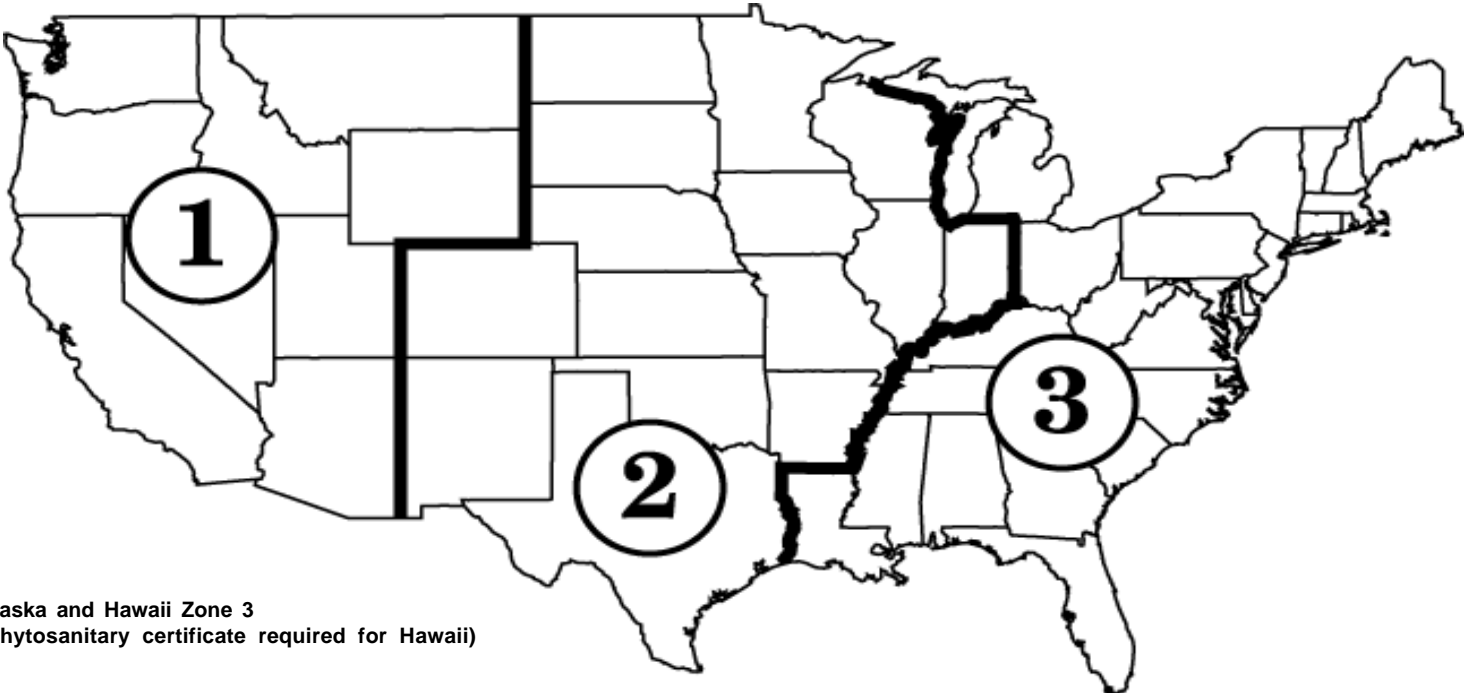 1
2
3
aska and Hawaii Zone 3
hytosanitary certificate required for Hawaii)